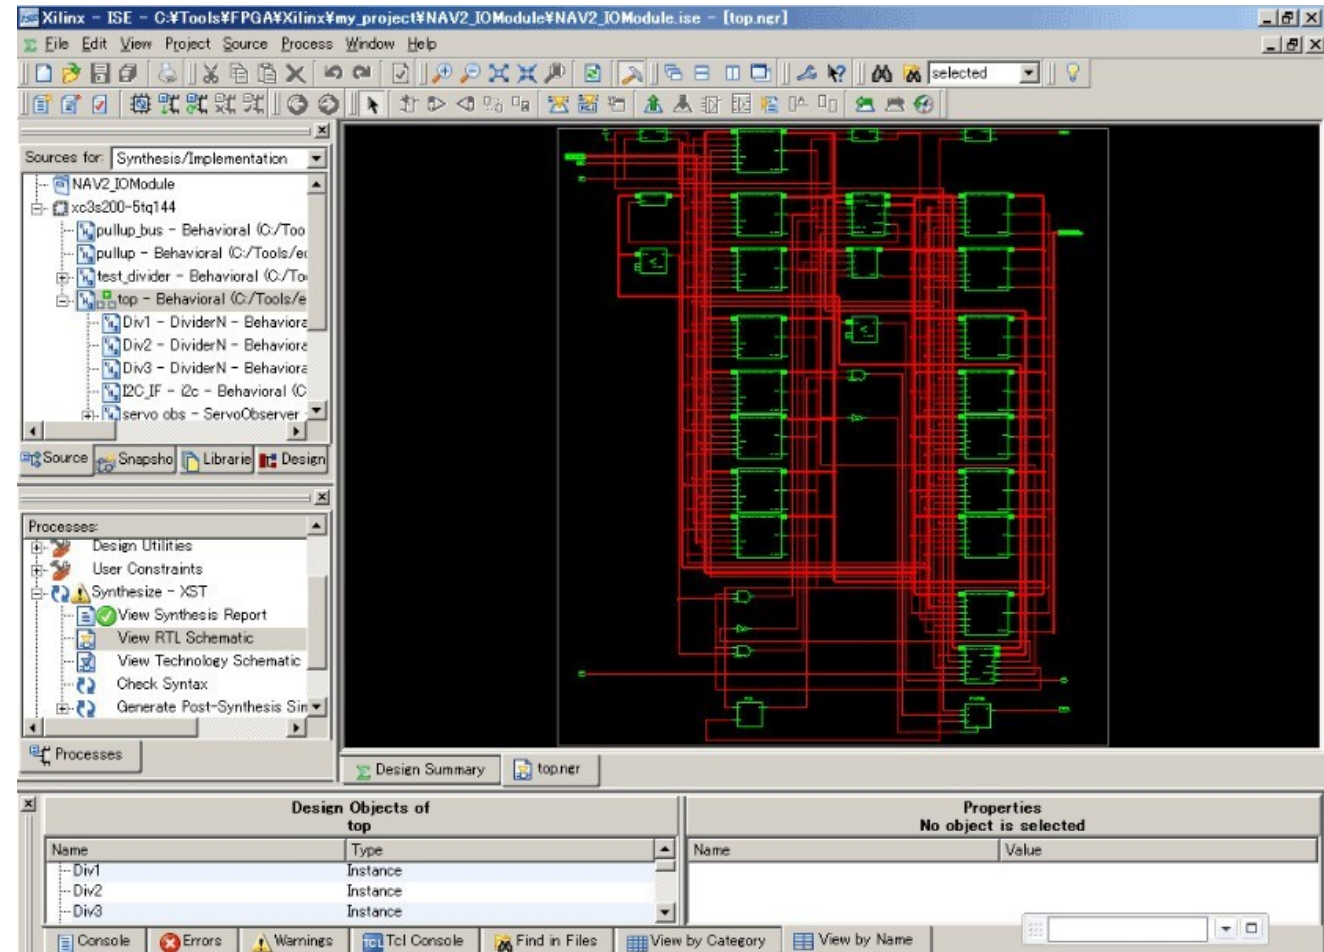 Xilinx - ISE - C:¥Tools¥FPGA¥Xilinx¥my_project¥NAV2_IOModule¥NAV2_IOModule.ise - [top.ngr]
File Edit View Project Source Process Window Help
selected
Sources for: Synthesis/Implementation
NAV2_IOModule
xc3s200-5tq144
pullup_bus - Behavioral (C:/Too
pullup - Behavioral (C:/Tools/ec
test_divider - Behavioral (C:/To
top - Behavioral (C:/Tools/e
Div1 - DividerN - Behaviora
Div2 - DividerN - Behaviora
Div3 - DividerN - Behaviora
I2C_IF - i2c - Behavioral (C
servo obs - ServoObserver
Source Snapsho Librarie Design
Processes:
Design Utilities
User Constraints
Synthesize - XST
View Synthesis Report
View RTL Schematic
View Technology Schematic
Check Syntax
Generate Post-Synthesis Sin
Processes
Design Summary top.ngr
Design Objects of
top
Properties
No object is selected
Name Type Name Value
Div1 Instance
Div2 Instance
Div3 Instance
Console Errors Warnings Tcl Console Find in Files View by Category View by Name